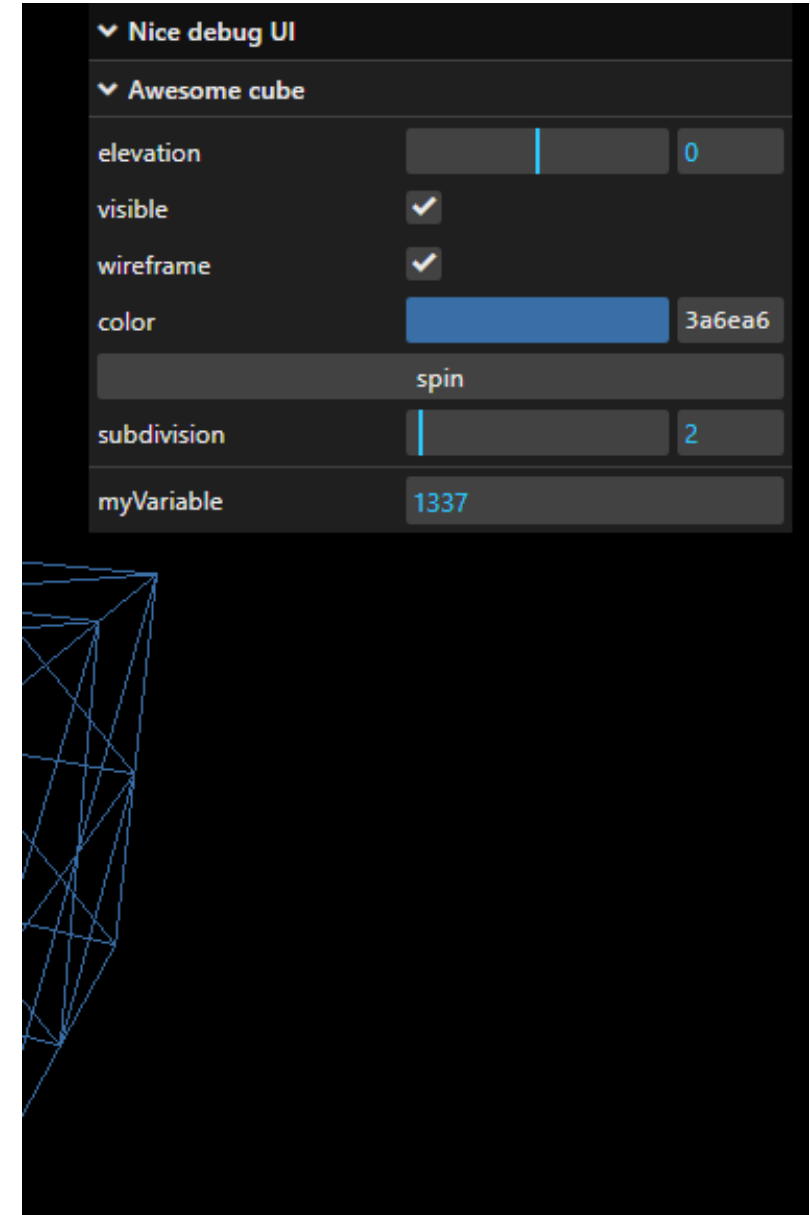 Nice debug UI
Awesome cube
elevation 0
visible
wireframe
color 3a6ea6
spin
subdivision 2
myVariable 1337